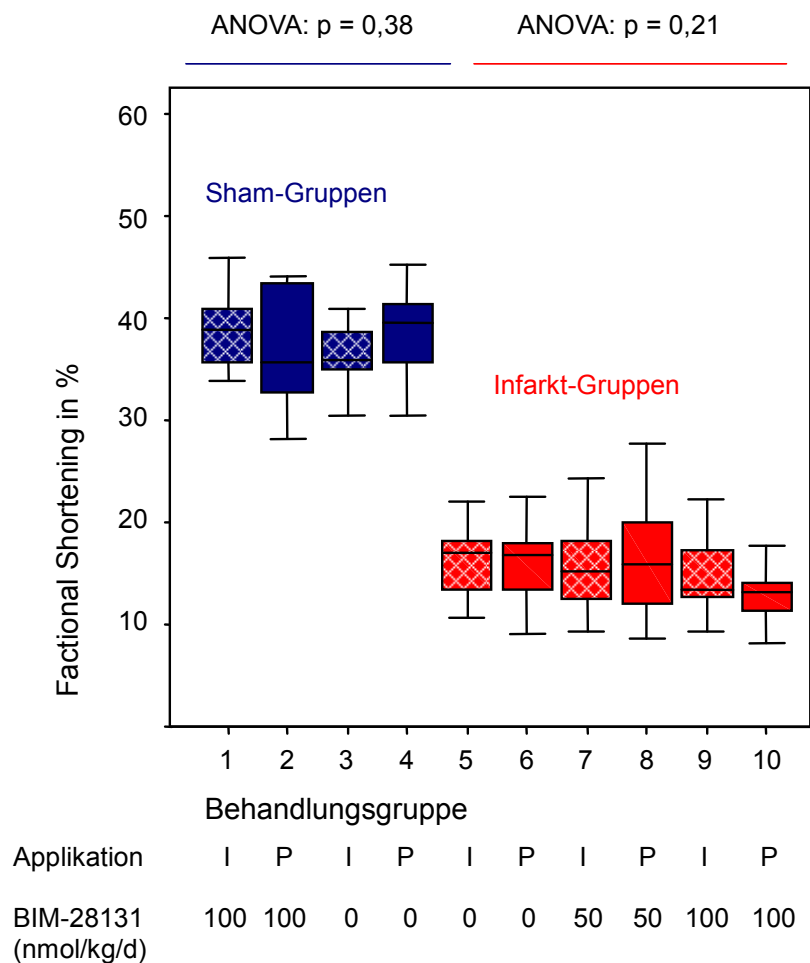 ANOVA: p = 0,38 ANOVA: p = 0,21
60
Sham-Gruppen
50
40
Infarkt-Gruppen
30
20
10
Factional Shortening in %
1 2 3 4 5 6 7 8 9 10
Behandlungsgruppe
Applikation I P I P I P I P I P
BIM-28131 100 100 0 0 0 0 50 50 100 100
(nmol/kg/d)